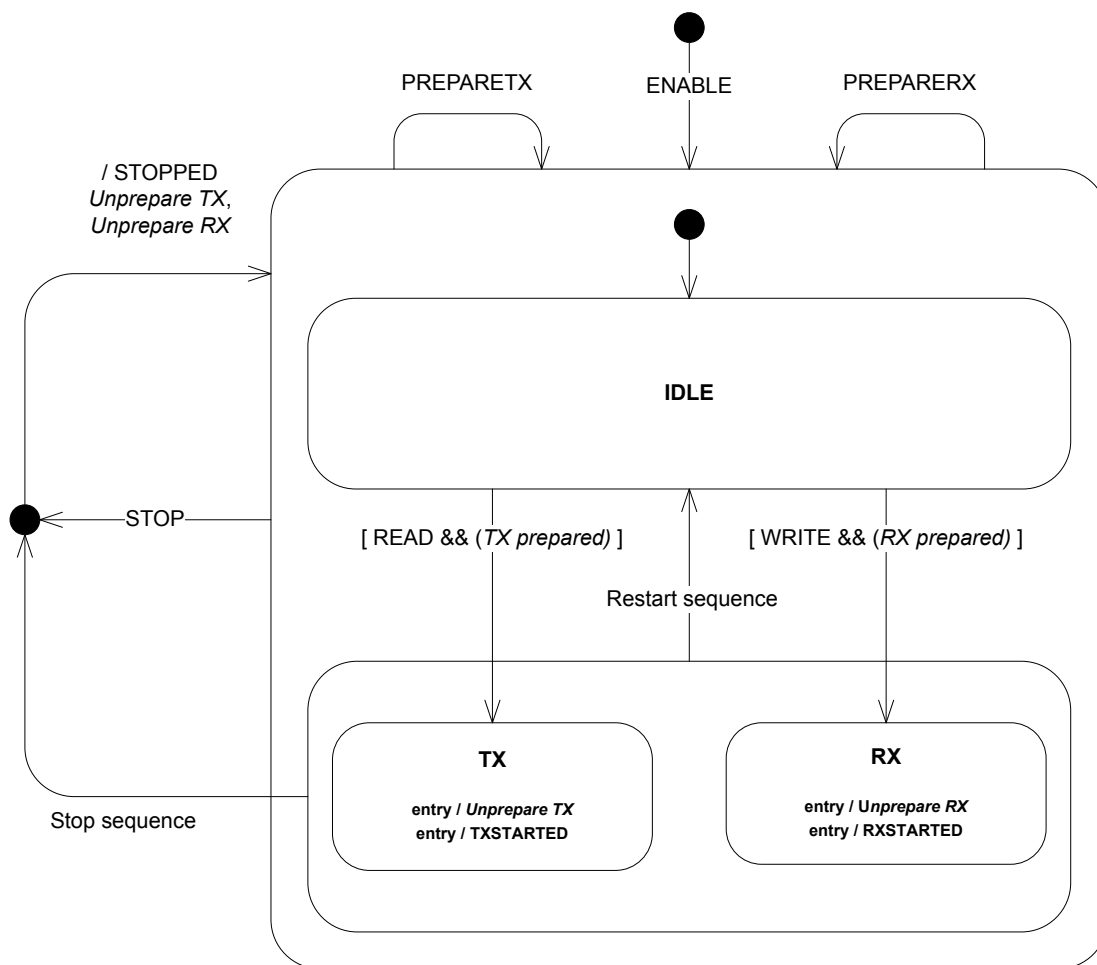 PREPARETX
ENABLE
PREPARERX
/ STOPPED
Unprepare TX,
Unprepare RX
IDLE
STOP
[ READ && (TX prepared) ]
[ WRITE && (RX prepared) ]
Restart sequence
TX
entry / Unprepare TX
entry / TXSTARTED
RX
entry / Unprepare RX
entry / RXSTARTED
Stop sequence